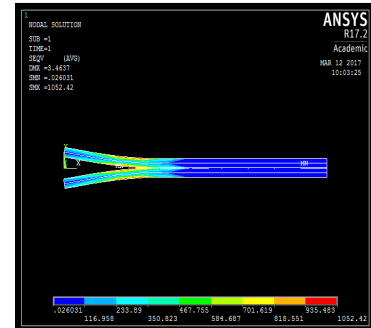 1
NODAL SOLUTION
SUB =1
TIME=1
SEQV (AVG)
DMX =3.4637
SMN =.026031
SMX =1052.42
ANSYS
R17.2
Academic
MAR 12 2017
10:03:25
Y
X
MX
MN
.026031 233.89 467.755 701.619 935.483
116.958 350.823 584.687 818.551 1052.42